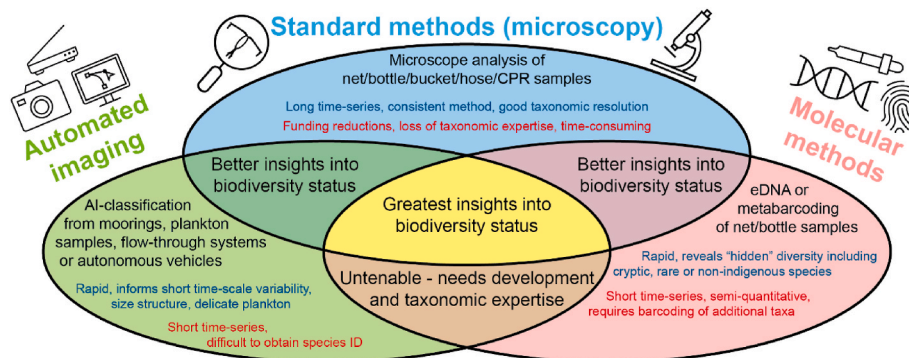 Standard methods (microscopy)
Microscope analysis of
net/bottle/bucket/hose/CPR samples
Long time-series, consistent method, good taxonomic resolution
Funding reductions, loss of taxonomic expertise, time-consuming
Automated
imaging
Molecular
methods
Better insights into
biodiversity status
Better insights into
biodiversity status
Greatest insights into
biodiversity status
AI-classification
from moorings, plankton
samples, flow-through systems
or autonomous vehicles
Rapid, informs short time-scale variability,
size structure, delicate plankton
Short time-series,
difficult to obtain species ID
eDNA or
metabarcoding
of net/bottle samples
Rapid, reveals “hidden” diversity including
cryptic, rare or non-indigenous species
Short time-series, semi-quantitative,
requires barcoding of additional taxa
Untenable - needs development
and taxonomic expertise